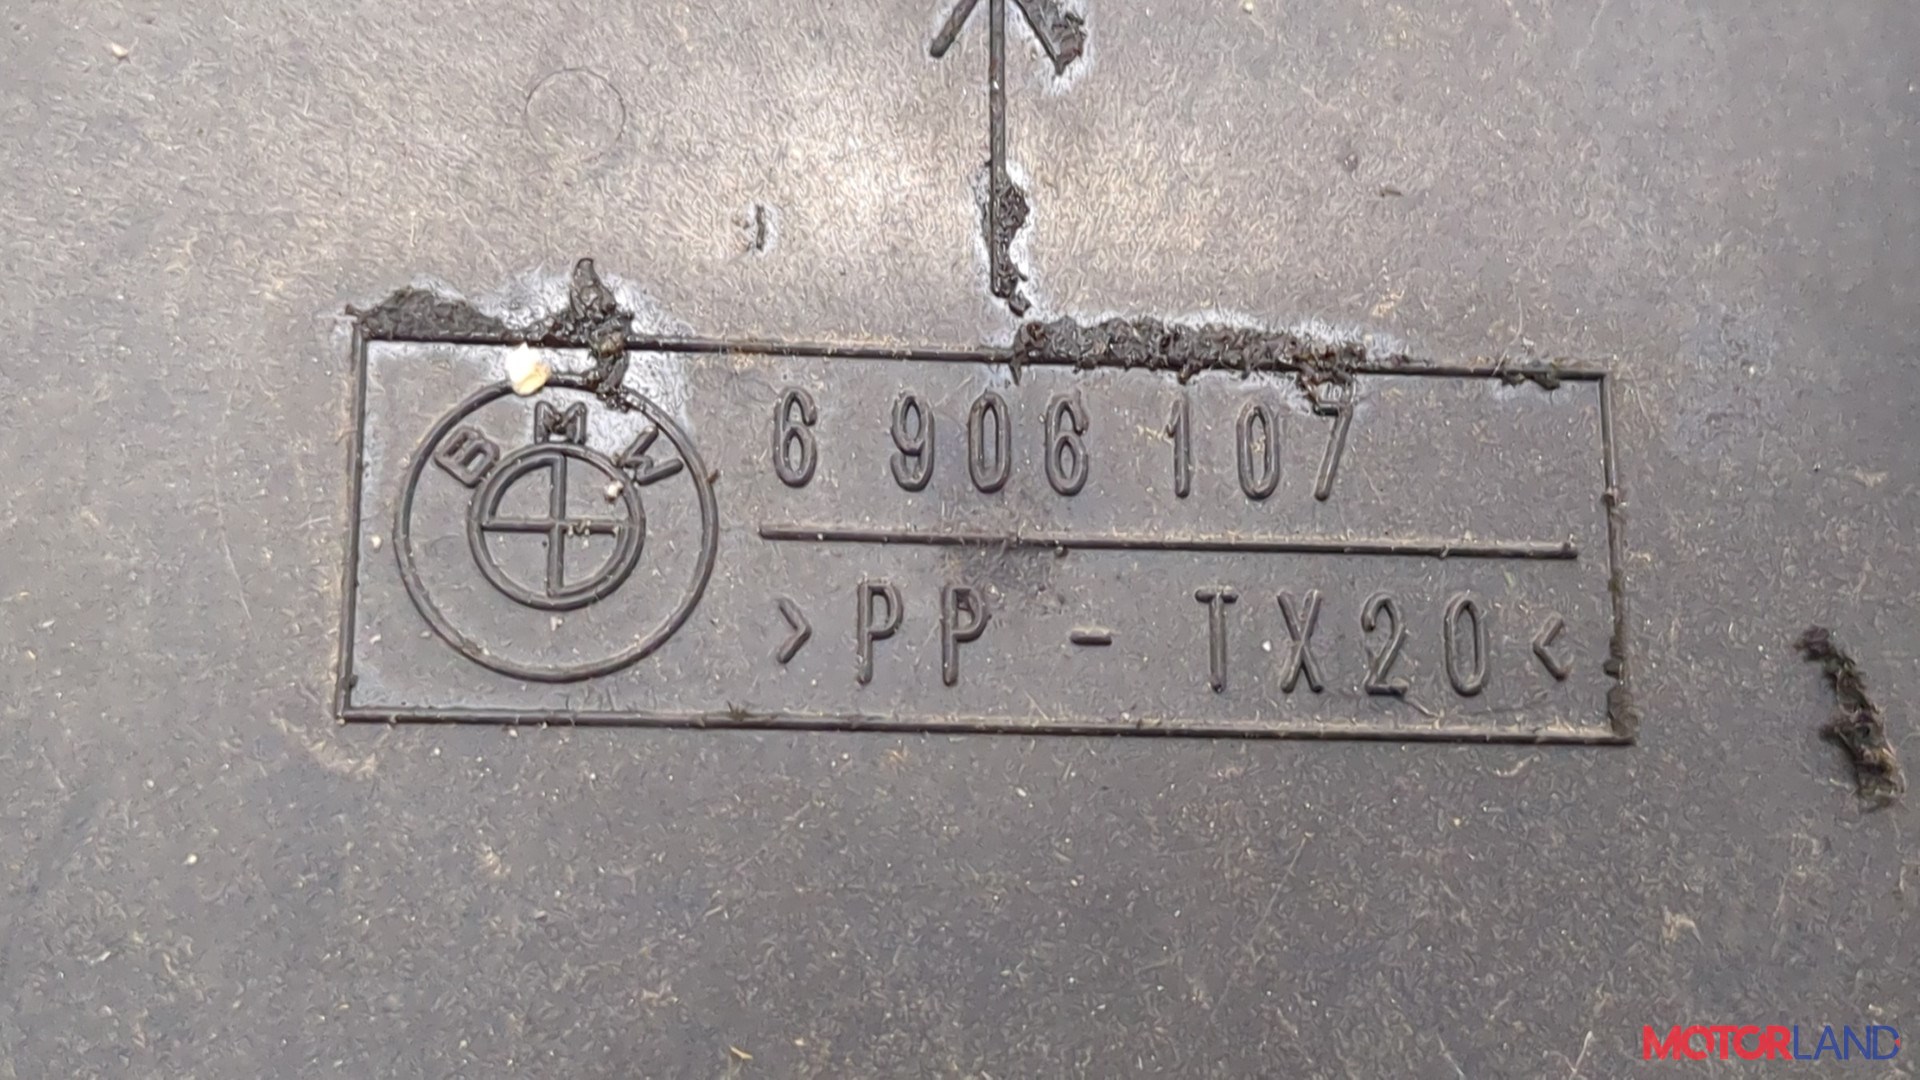 BMW
6 906 107
>PP - TX20<
MOTORLAND